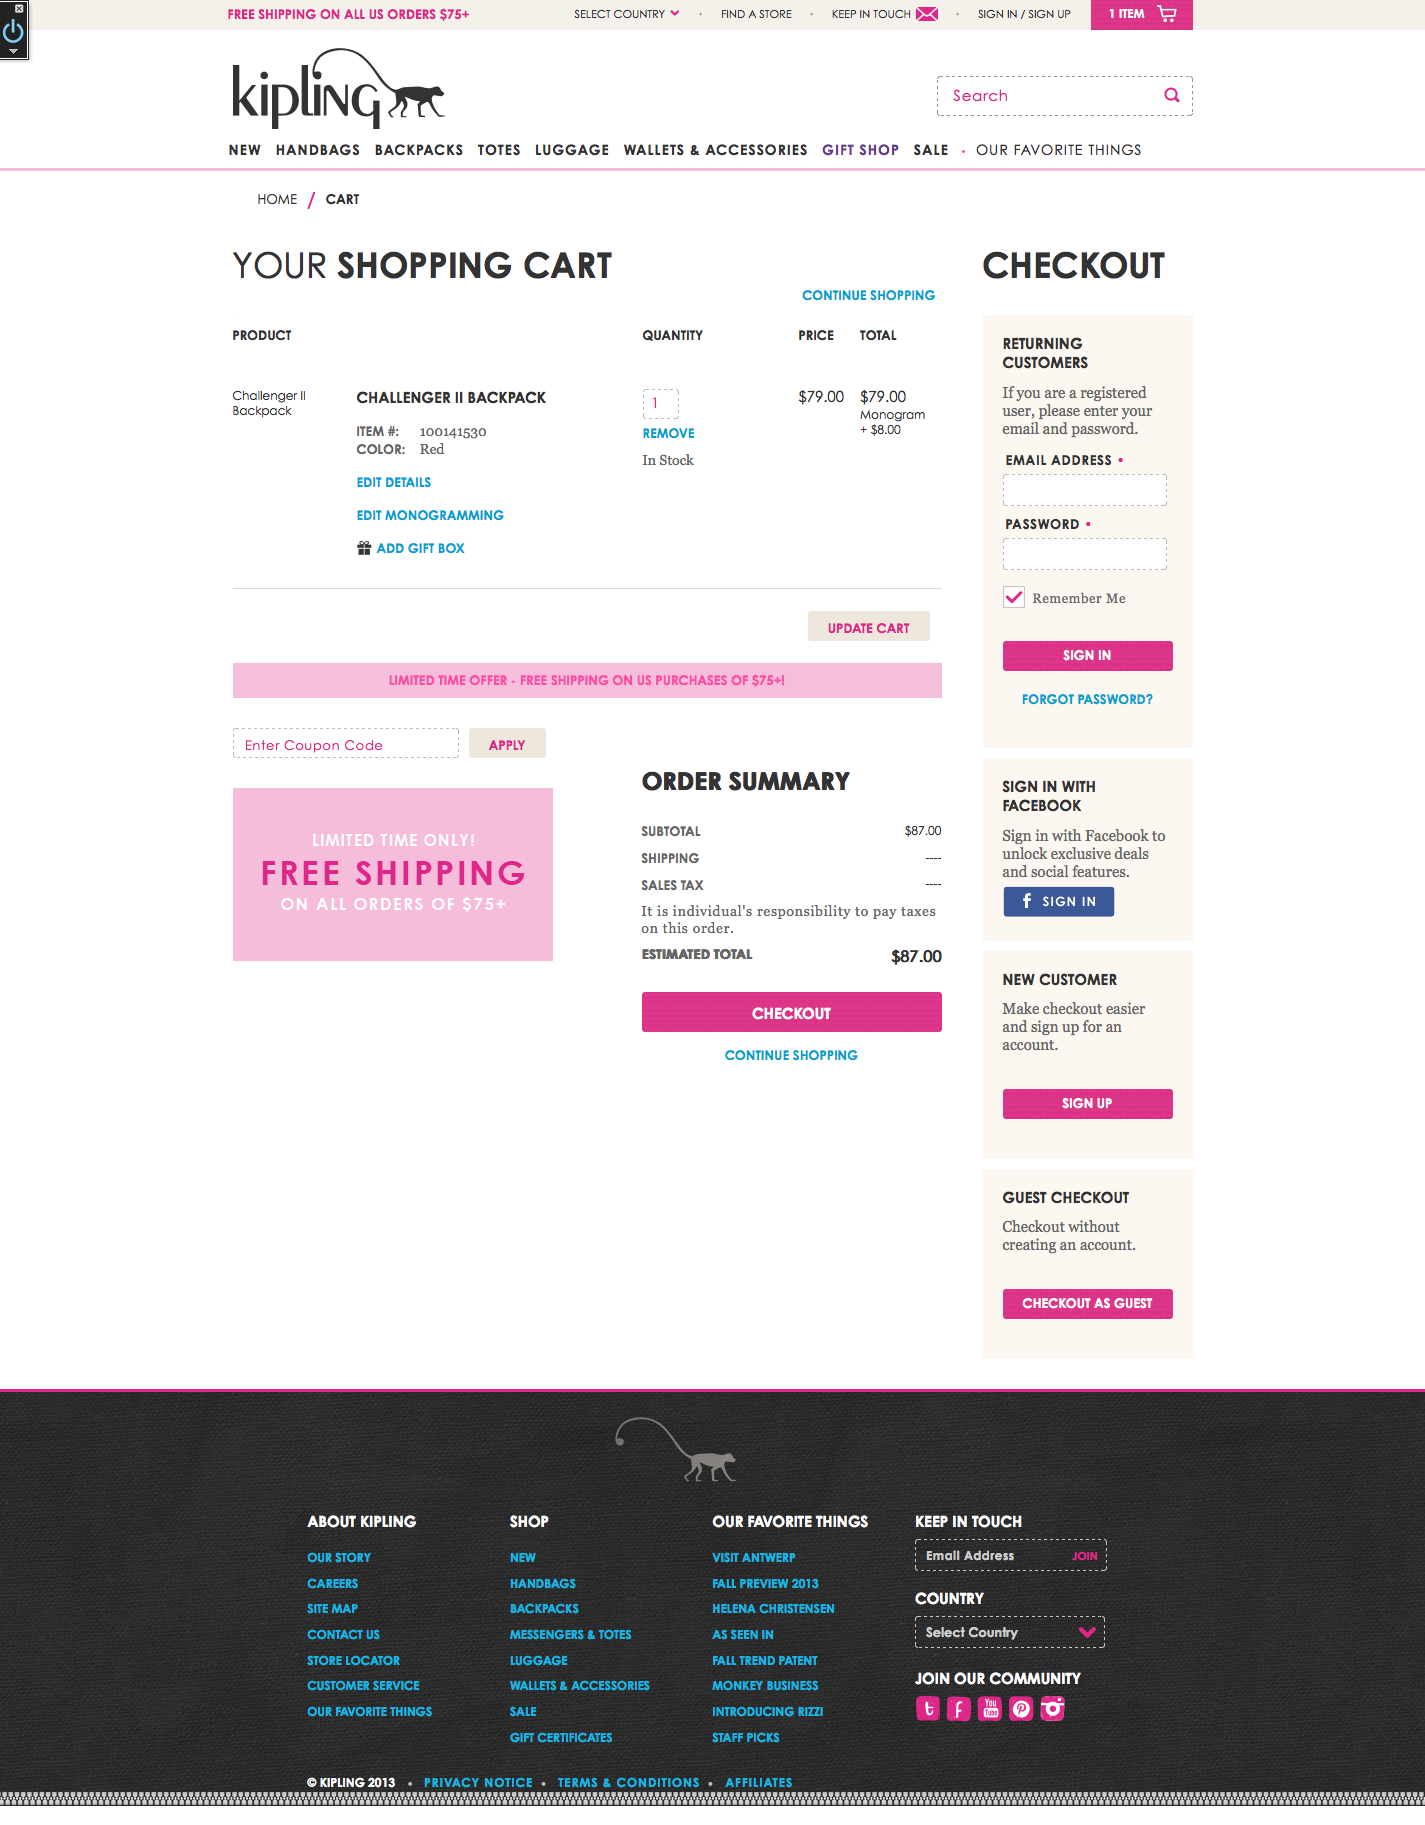 FREE SHIPPING ON ALL US ORDERS $75+
SELECT COUNTRY • FIND A STORE • KEEP IN TOUCH • SIGN IN / SIGN UP
1 ITEM
kipling
Search
NEW HANDBAGS BACKPACKS TOTES LUGGAGE WALLETS & ACCESSORIES GIFT SHOP SALE • OUR FAVORITE THINGS
HOME / CART
YOUR SHOPPING CART
CONTINUE SHOPPING
PRODUCT QUANTITY PRICE TOTAL
Challenger II
Backpack
CHALLENGER II BACKPACK
ITEM #: 100141530
COLOR: Red
EDIT DETAILS
EDIT MONOGRAMMING
ADD GIFT BOX
1
REMOVE
In Stock
$79.00
$79.00
Monogram
+ $8.00
UPDATE CART
LIMITED TIME OFFER - FREE SHIPPING ON US PURCHASES OF $75+!
Enter Coupon Code
APPLY
LIMITED TIME ONLY!
FREE SHIPPING
ON ALL ORDERS OF $75+
ORDER SUMMARY
SUBTOTAL $87.00
SHIPPING ----
SALES TAX ----
It is individual's responsibility to pay taxes
on this order.
ESTIMATED TOTAL $87.00
CHECKOUT
CONTINUE SHOPPING
CHECKOUT
RETURNING
CUSTOMERS
If you are a registered
user, please enter your
email and password.
EMAIL ADDRESS •
PASSWORD •
Remember Me
SIGN IN
FORGOT PASSWORD?
SIGN IN WITH
FACEBOOK
Sign in with Facebook to
unlock exclusive deals
and social features.
f SIGN IN
NEW CUSTOMER
Make checkout easier
and sign up for an
account.
SIGN UP
GUEST CHECKOUT
Checkout without
creating an account.
CHECKOUT AS GUEST
ABOUT KIPLING
OUR STORY
CAREERS
SITE MAP
CONTACT US
STORE LOCATOR
CUSTOMER SERVICE
OUR FAVORITE THINGS
SHOP
NEW
HANDBAGS
BACKPACKS
MESSENGERS & TOTES
LUGGAGE
WALLETS & ACCESSORIES
SALE
GIFT CERTIFICATES
OUR FAVORITE THINGS
VISIT ANTWERP
FALL PREVIEW 2013
HELENA CHRISTENSEN
AS SEEN IN
FALL TREND PATENT
MONKEY BUSINESS
INTRODUCING RIZZI
STAFF PICKS
KEEP IN TOUCH
Email Address JOIN
COUNTRY
Select Country
JOIN OUR COMMUNITY
t f You Tube P
© KIPLING 2013 • PRIVACY NOTICE • TERMS & CONDITIONS • AFFILIATES